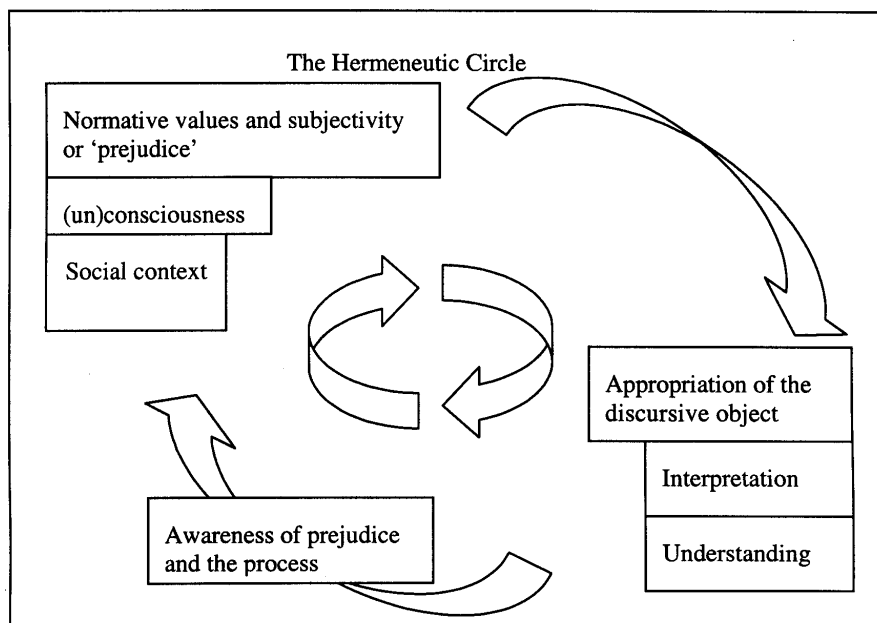 The Hermeneutic Circle
Normative values and subjectivity
or ‘prejudice’
(un)consciousness
Social context
Appropriation of the
discursive object
Interpretation
Understanding
Awareness of prejudice
and the process